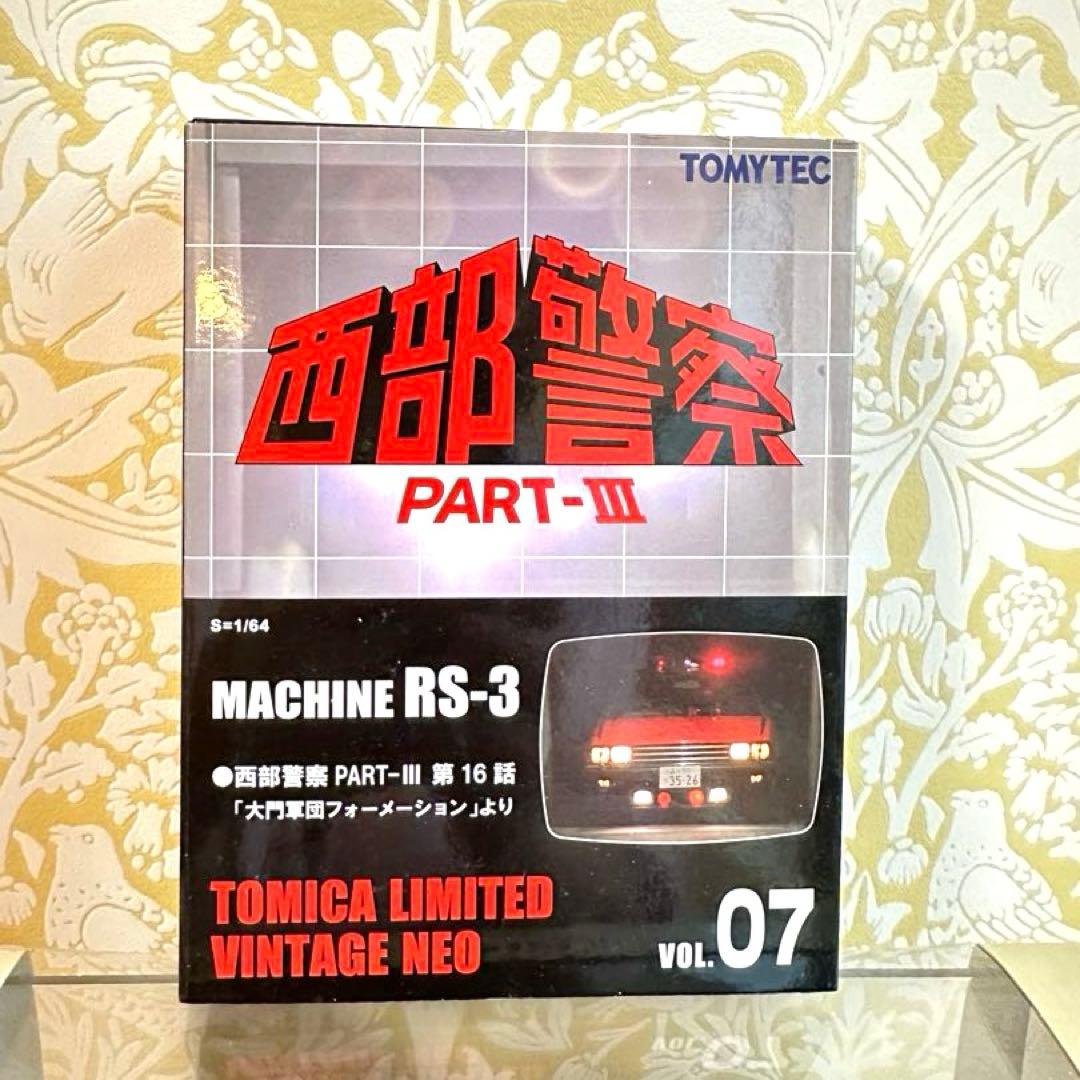 TOMYTEC
西部警察
PART-III
S=1/64
MACHINE RS-3
●西部警察 PART-III 第16話
「大門軍団フォーメーション」より
35-26
TOMICA LIMITED
VINTAGE NEO
VOL.07